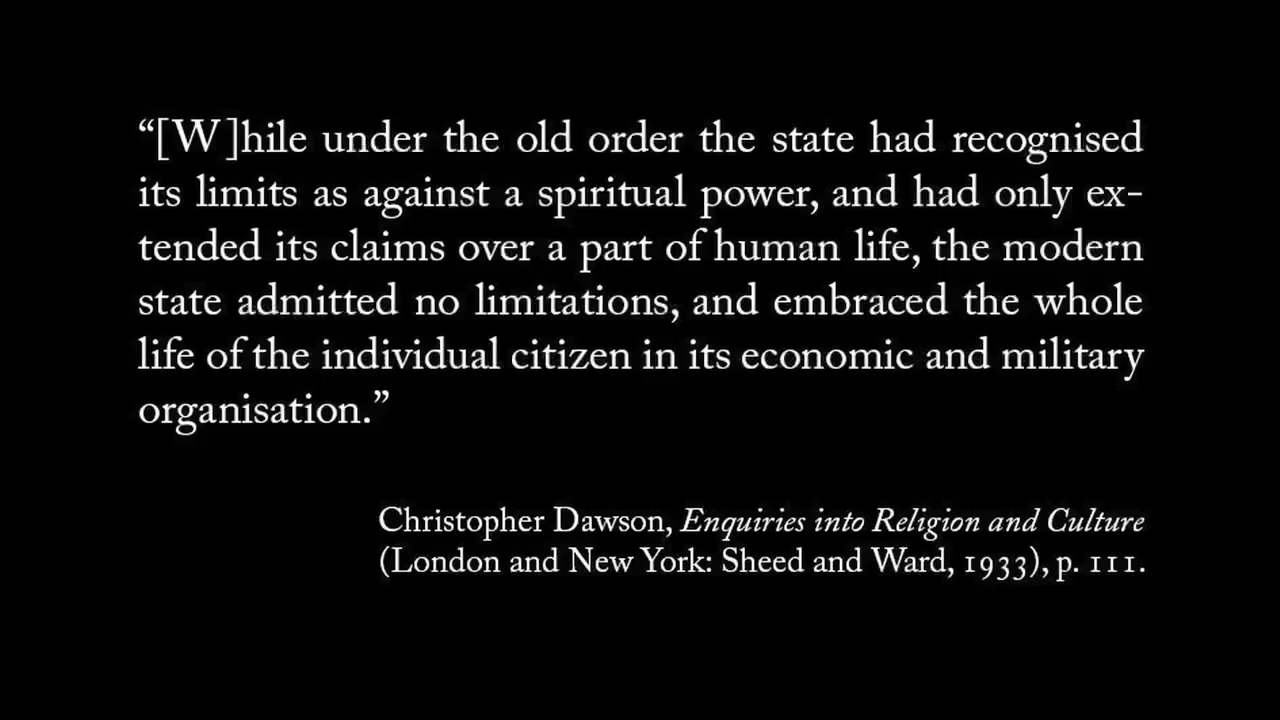 “[W]hile under the old order the state had recognised
its limits as against a spiritual power, and had only ex-
tended its claims over a part of human life, the modern
state admitted no limitations, and embraced the whole
life of the individual citizen in its economic and military
organisation.”
Christopher Dawson, Enquiries into Religion and Culture
(London and New York: Sheed and Ward, 1933), p. 111.